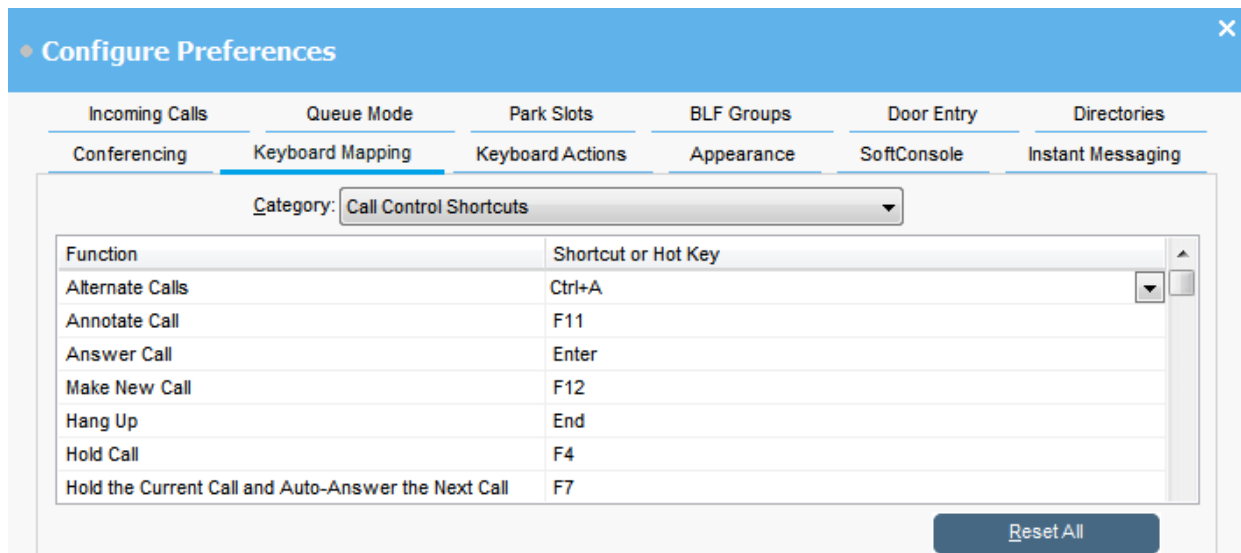 Configure Preferences
Incoming Calls Queue Mode Park Slots BLF Groups Door Entry Directories
Conferencing Keyboard Mapping Keyboard Actions Appearance SoftConsole Instant Messaging
Category: Call Control Shortcuts
Function Shortcut or Hot Key
Alternate Calls Ctrl+A
Annotate Call F11
Answer Call Enter
Make New Call F12
Hang Up End
Hold Call F4
Hold the Current Call and Auto-Answer the Next Call F7
Reset All